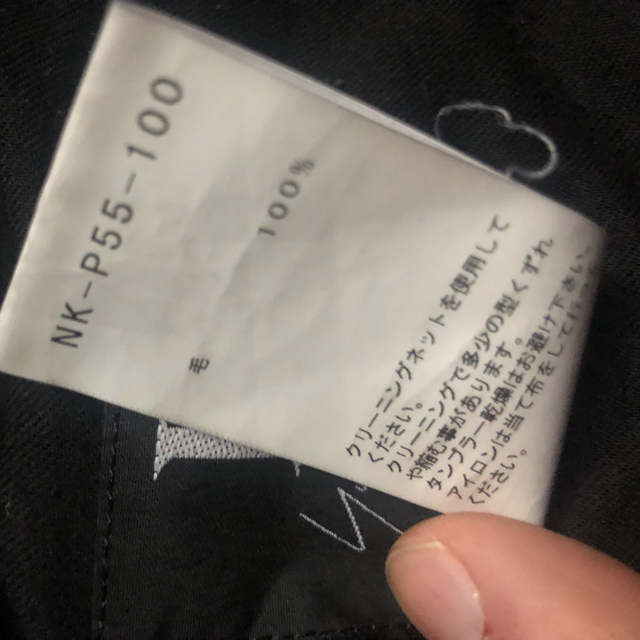 NK-P55-100
毛 100%
クリーニングネットを使用して
ください。
クリーニングで多少の型くずれ
や縮む事があります。
タンブラー乾燥はお避け下さい。
アイロンは当て布をして
ください。